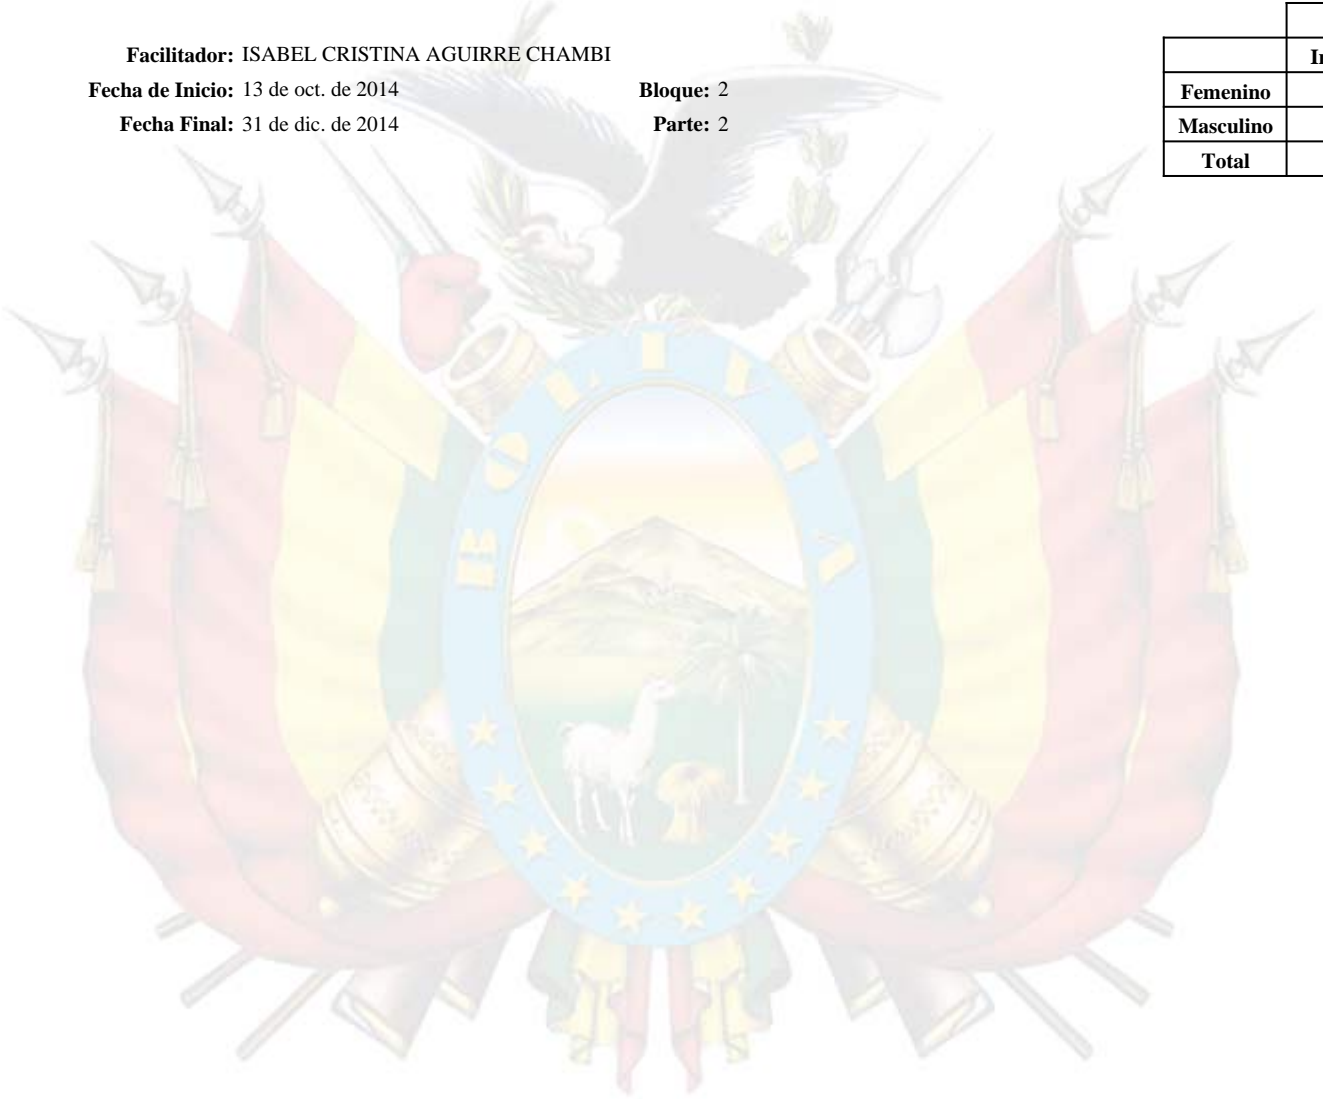 Facilitador: ISABEL CRISTINA AGUIRRE CHAMBI
Fecha de Inicio: 13 de oct. de 2014 Bloque: 2
Fecha Final: 31 de dic. de 2014 Parte: 2
Femenino
Masculino
Total
BOLIVIA